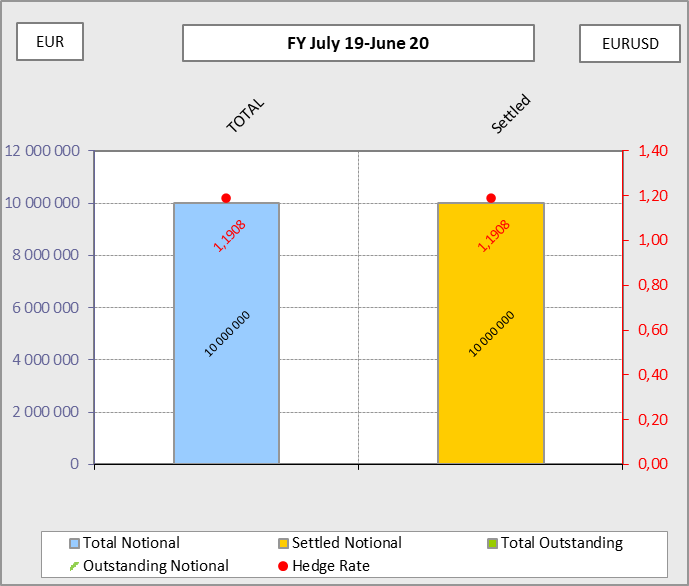 EUR
FY July 19-June 20
EURUSD
TOTAL
Settled
12 000 000
10 000 000
8 000 000
6 000 000
4 000 000
2 000 000
0
1,40
1,20
1,00
0,80
0,60
0,40
0,20
0,00
1,1908
1,1908
10 000 000
10 000 000
Total Notional
Settled Notional
Total Outstanding
Outstanding Notional
Hedge Rate